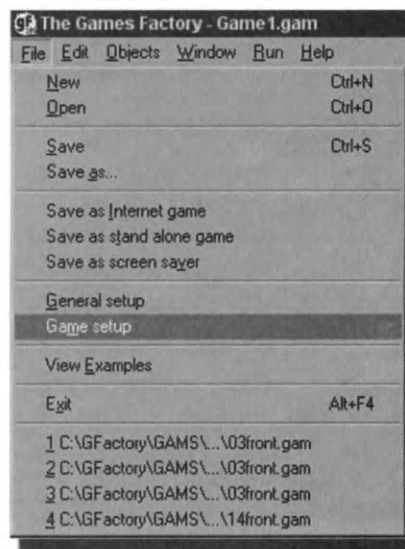 The Games Factory - Game1.gam
File Edit Objects Window Run Help
New Ctrl+N
Open Ctrl+O
Save Ctrl+S
Save as...
Save as Internet game
Save as stand alone game
Save as screen saver
General setup
Game setup
View Examples
Exit Alt+F4
1 C:\GFactory\GAMS\...\03front.gam
2 C:\GFactory\GAMS\...\03front.gam
3 C:\GFactory\GAMS\...\03front.gam
4 C:\GFactory\GAMS\...\14front.gam